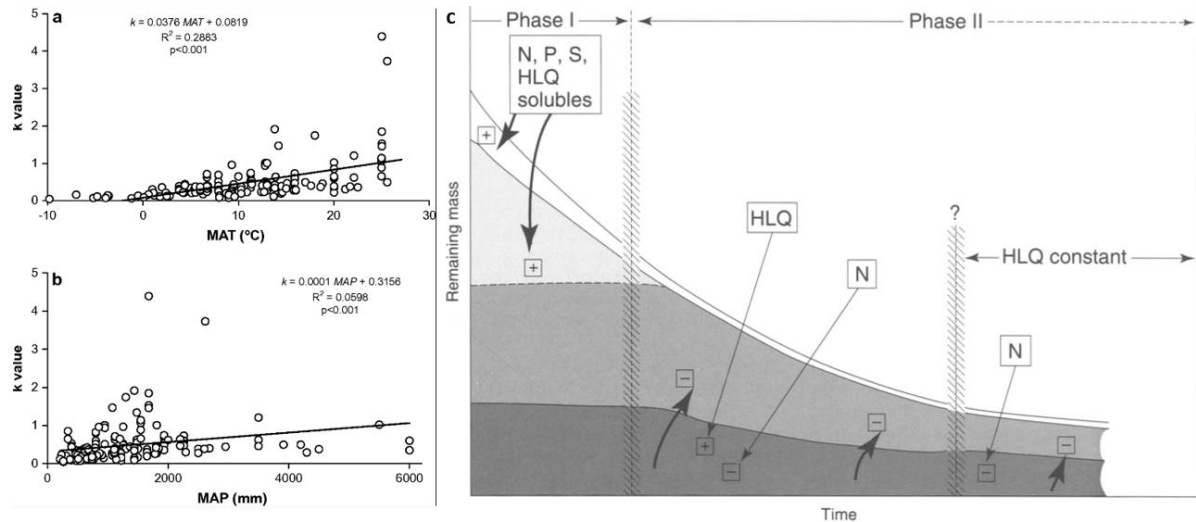 a
k = 0.0376 MAT + 0.0819
R² = 0.2883
p<0.001
5
4
3
2
1
0
k value
-10
0
10
20
30
MAT (°C)
b
k = 0.0001 MAP + 0.3156
R² = 0.0598
p<0.001
5
4
3
2
1
0
k value
0
2000
4000
6000
MAP (mm)
c
Phase I
Phase II
N, P, S,
HLQ
solubles
+
+
HLQ
N
?
HLQ constant
N
−
+
−
−
−
−
Remaining mass
Time